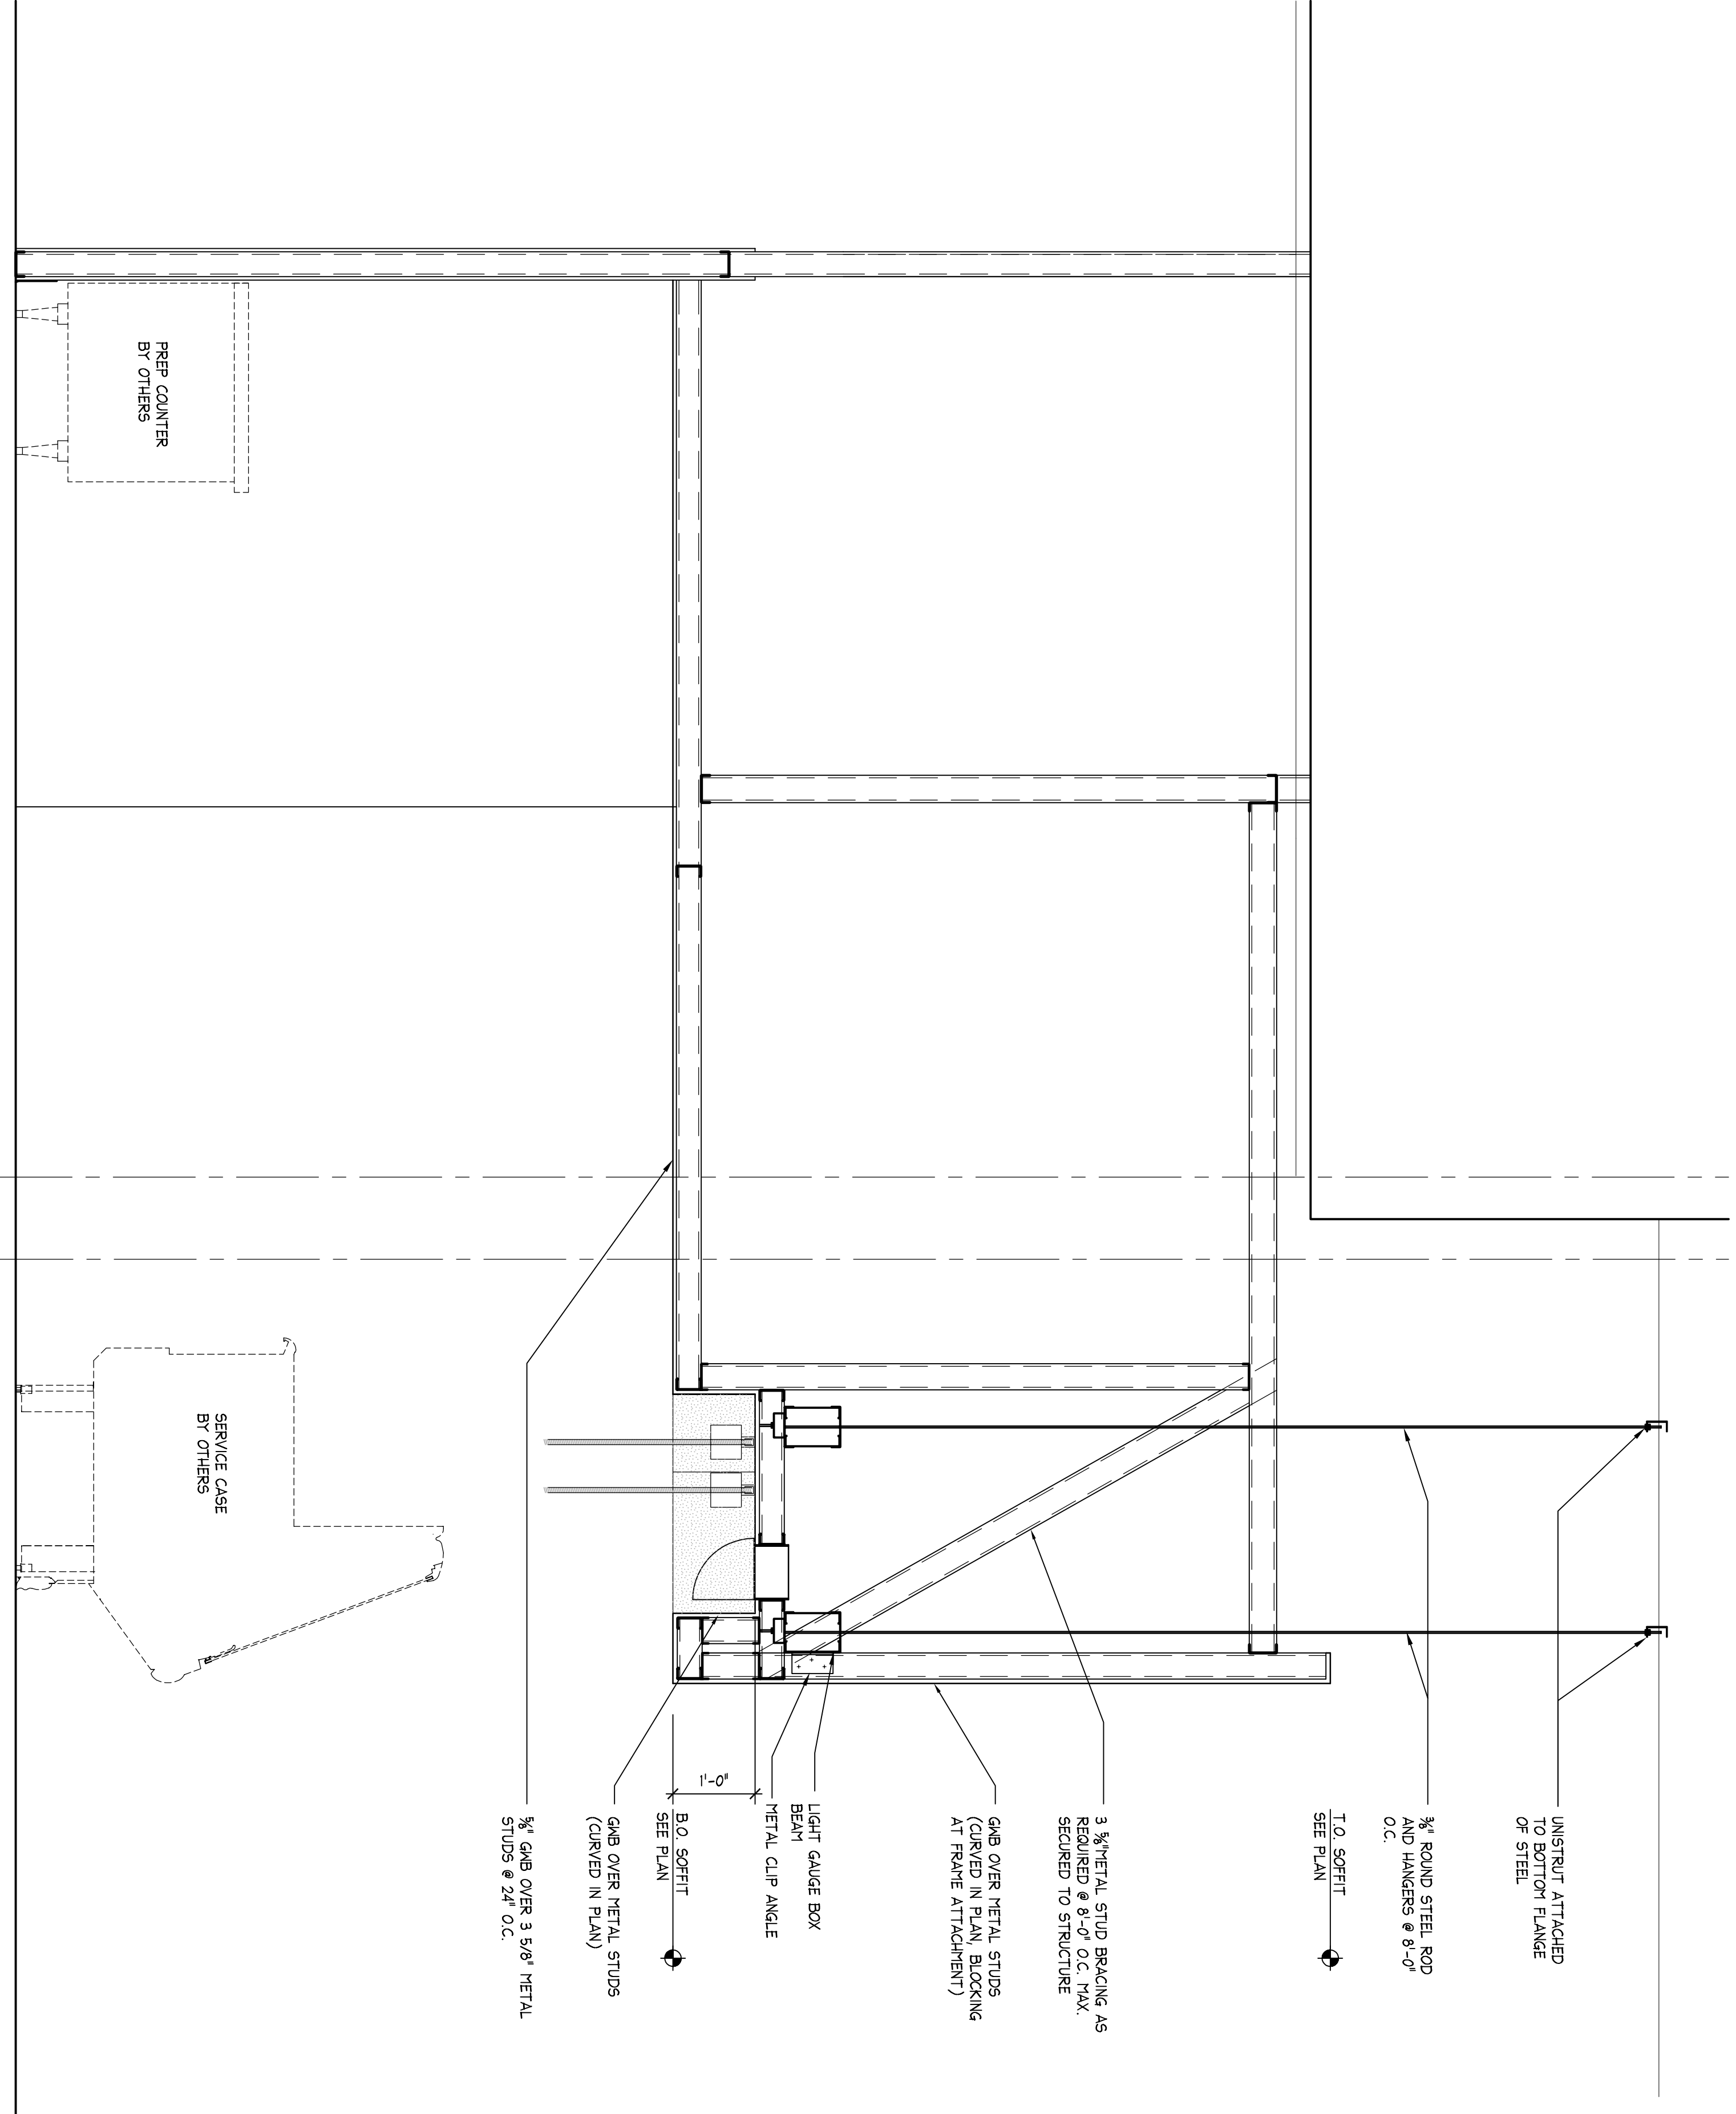 UNISTRUT ATTACHED
TO BOTTOM FLANGE
OF STEEL
⅜" ROUND STEEL ROD
AND HANGERS @ 8'-0"
O.C.
T.O. SOFFIT
SEE PLAN
3 ⅝"METAL STUD BRACING AS
REQUIRED @ 8'-0" O.C. MAX.
SECURED TO STRUCTURE
GWB OVER METAL STUDS
(CURVED IN PLAN, BLOCKING
AT FRAME ATTACHMENT)
LIGHT GAUGE BOX
BEAM
METAL CLIP ANGLE
1'-0"
B.O. SOFFIT
SEE PLAN
GWB OVER METAL STUDS
(CURVED IN PLAN)
⅝" GWB OVER 3 5/8" METAL
STUDS @ 24" O.C.
PREP COUNTER
BY OTHERS
SERVICE CASE
BY OTHERS